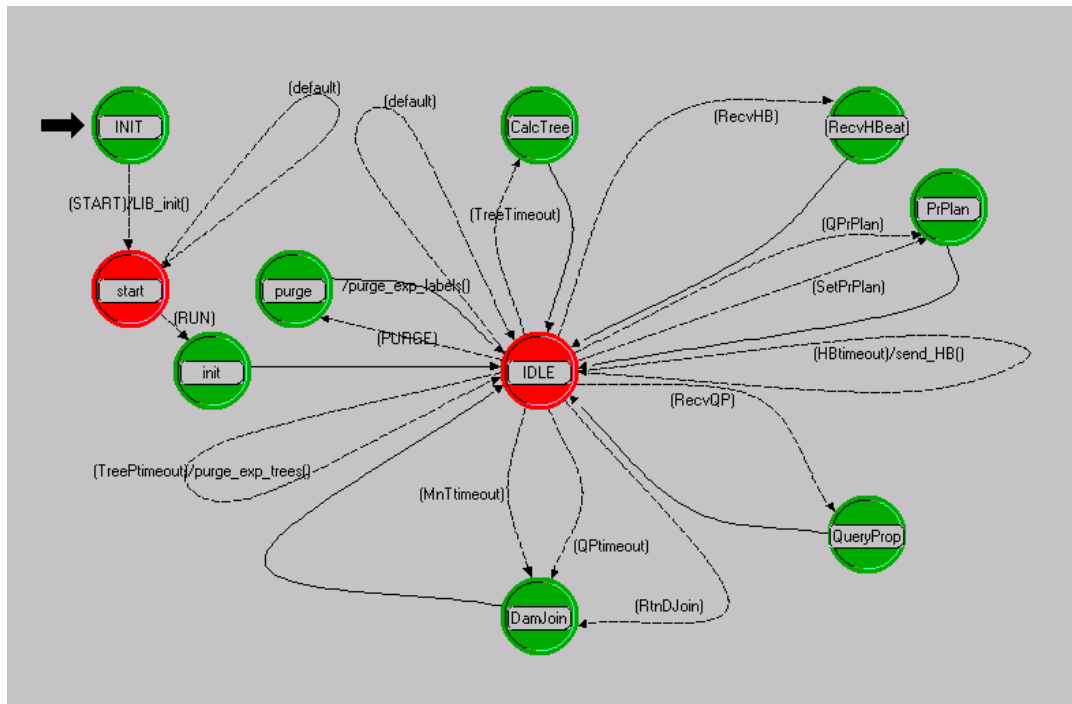 (default)
(default)
INIT
CalcTree
(RecvHB)
RecvHBeat
(START)/LIB_init()
(TreeTimeout)
(QPrPlan)
PrPlan
start
purge
/purge_exp_labels()
(SetPrPlan)
(RUN)
(PURGE)
(HBtimeout)/send_HB()
init
IDLE
(RecvQP)
(TreePtimeout)/purge_exp_trees()
(MnTtimeout)
(QPtimeout)
QueryProp
(RtnDJoin)
DamJoin